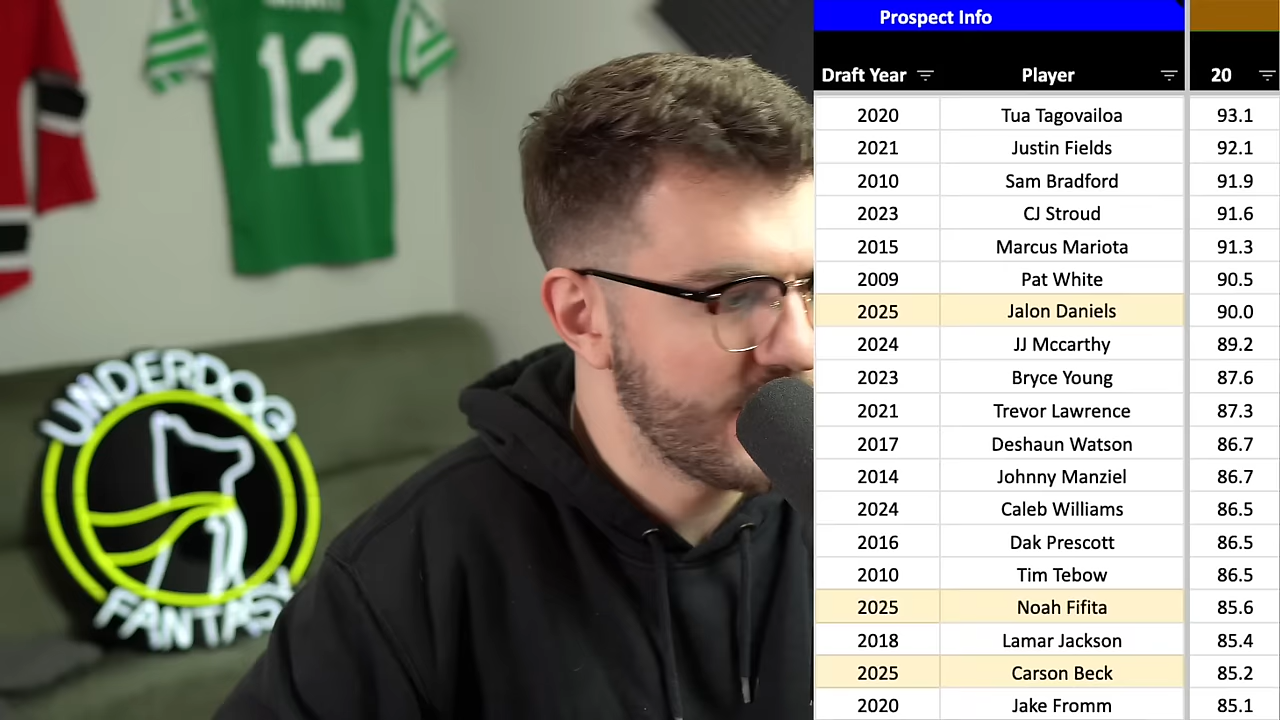 12
UNDERDOG
FANTASY
Prospect Info
Draft Year Player 20
2020 Tua Tagovailoa 93.1
2021 Justin Fields 92.1
2010 Sam Bradford 91.9
2023 CJ Stroud 91.6
2015 Marcus Mariota 91.3
2009 Pat White 90.5
2025 Jalon Daniels 90.0
2024 JJ Mccarthy 89.2
2023 Bryce Young 87.6
2021 Trevor Lawrence 87.3
2017 Deshaun Watson 86.7
2014 Johnny Manziel 86.7
2024 Caleb Williams 86.5
2016 Dak Prescott 86.5
2010 Tim Tebow 86.5
2025 Noah Fifita 85.6
2018 Lamar Jackson 85.4
2025 Carson Beck 85.2
2020 Jake Fromm 85.1